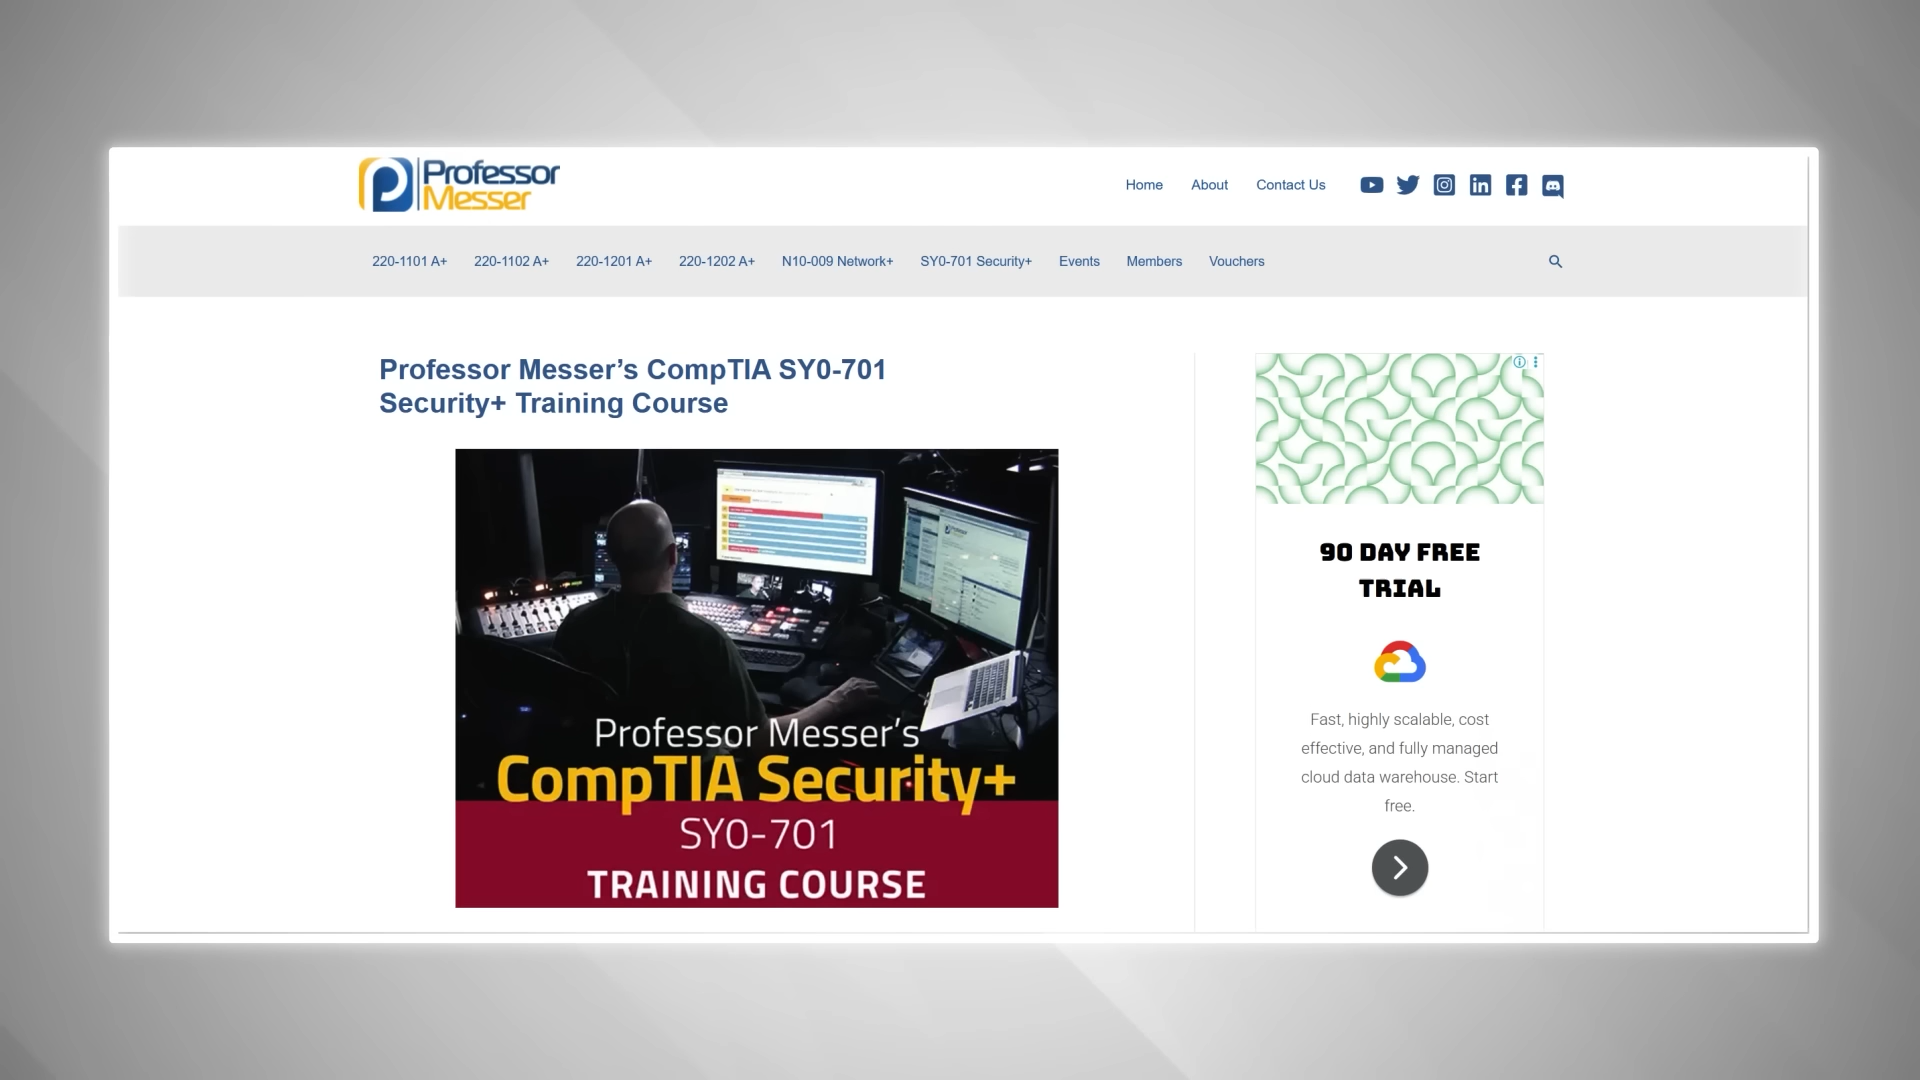 Professor
Messer
Home About Contact Us
220-1101 A+ 220-1102 A+ 220-1201 A+ 220-1202 A+ N10-009 Network+ SY0-701 Security+ Events Members Vouchers
Professor Messer’s CompTIA SY0-701
Security+ Training Course
Professor Messer’s
CompTIA Security+
SY0-701
TRAINING COURSE
90 DAY FREE
TRIAL
Fast, highly scalable, cost
effective, and fully managed
cloud data warehouse. Start
free.